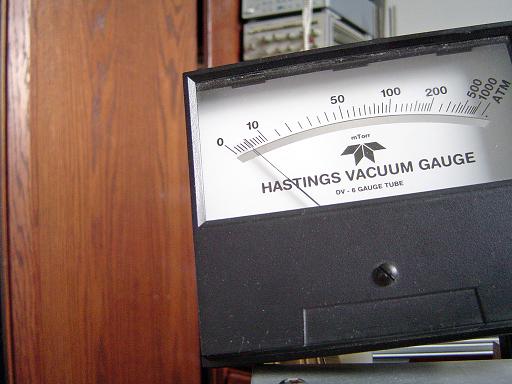 0 10 50 100 200 500 1000 ATM
mTorr
HASTINGS VACUUM GAUGE
DV - 6 GAUGE TUBE